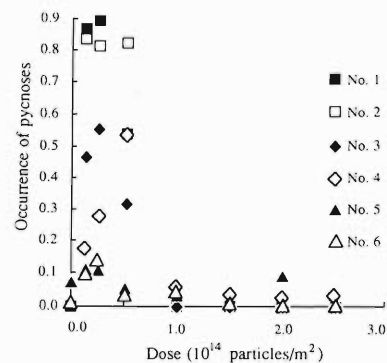 0.9
0.8
0.7
0.6
0.5
0.4
0.3
0.2
0.1
0.0
Occurrence of pycnoses
No. 1
No. 2
No. 3
No. 4
No. 5
No. 6
0.0 1.0 2.0 3.0
Dose (10¹⁴ particles/m²)